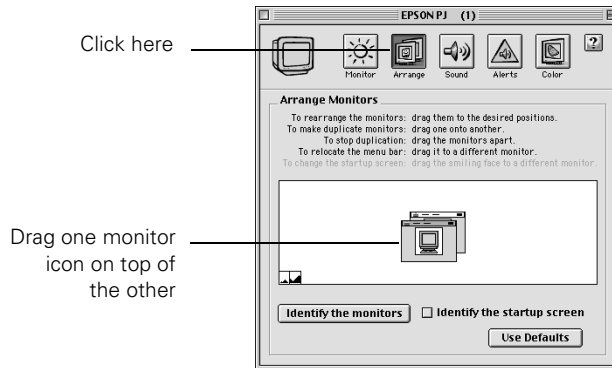 EPSON PJ (1)
Click here
Monitor Arrange Sound Alerts Color
?
Arrange Monitors
To rearrange the monitors: drag them to the desired positions.
To make duplicate monitors: drag one onto another.
To stop duplication: drag the monitors apart.
To relocate the menu bar: drag it to a different monitor.
To change the startup screen: drag the smiling face to a different monitor.
Drag one monitor
icon on top of
the other
Identify the monitors
Identify the startup screen
Use Defaults